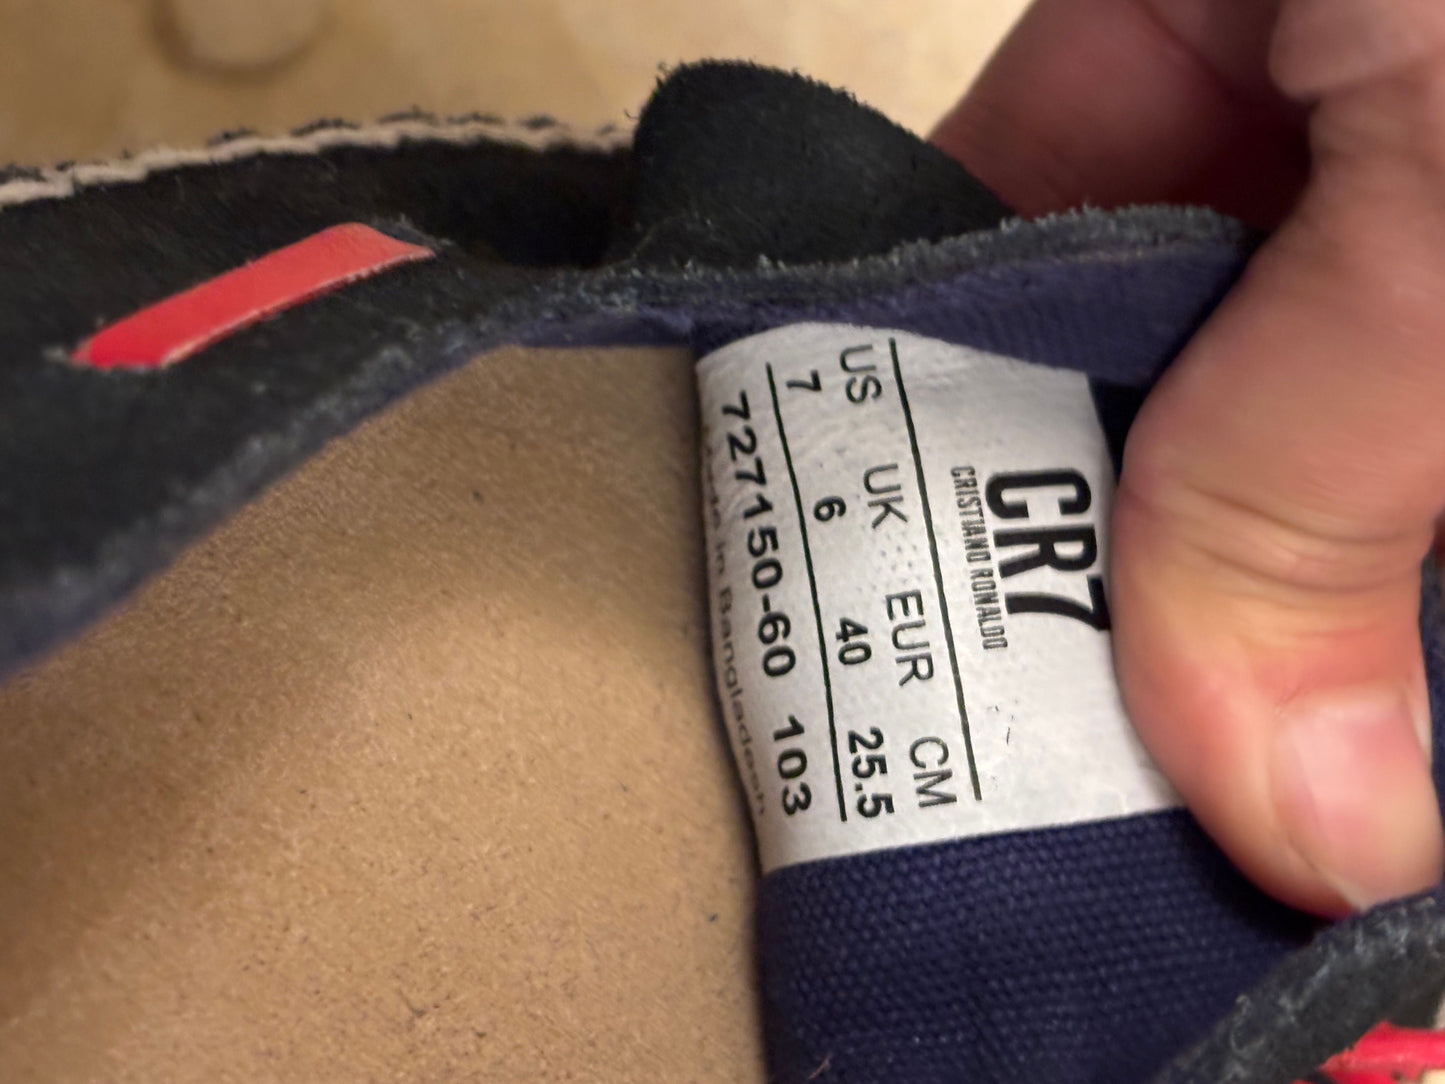 CR7
CRISTIANO RONALDO
US UK EUR CM
7 6 40 25.5
727150-60 103
Made in Bangladesh